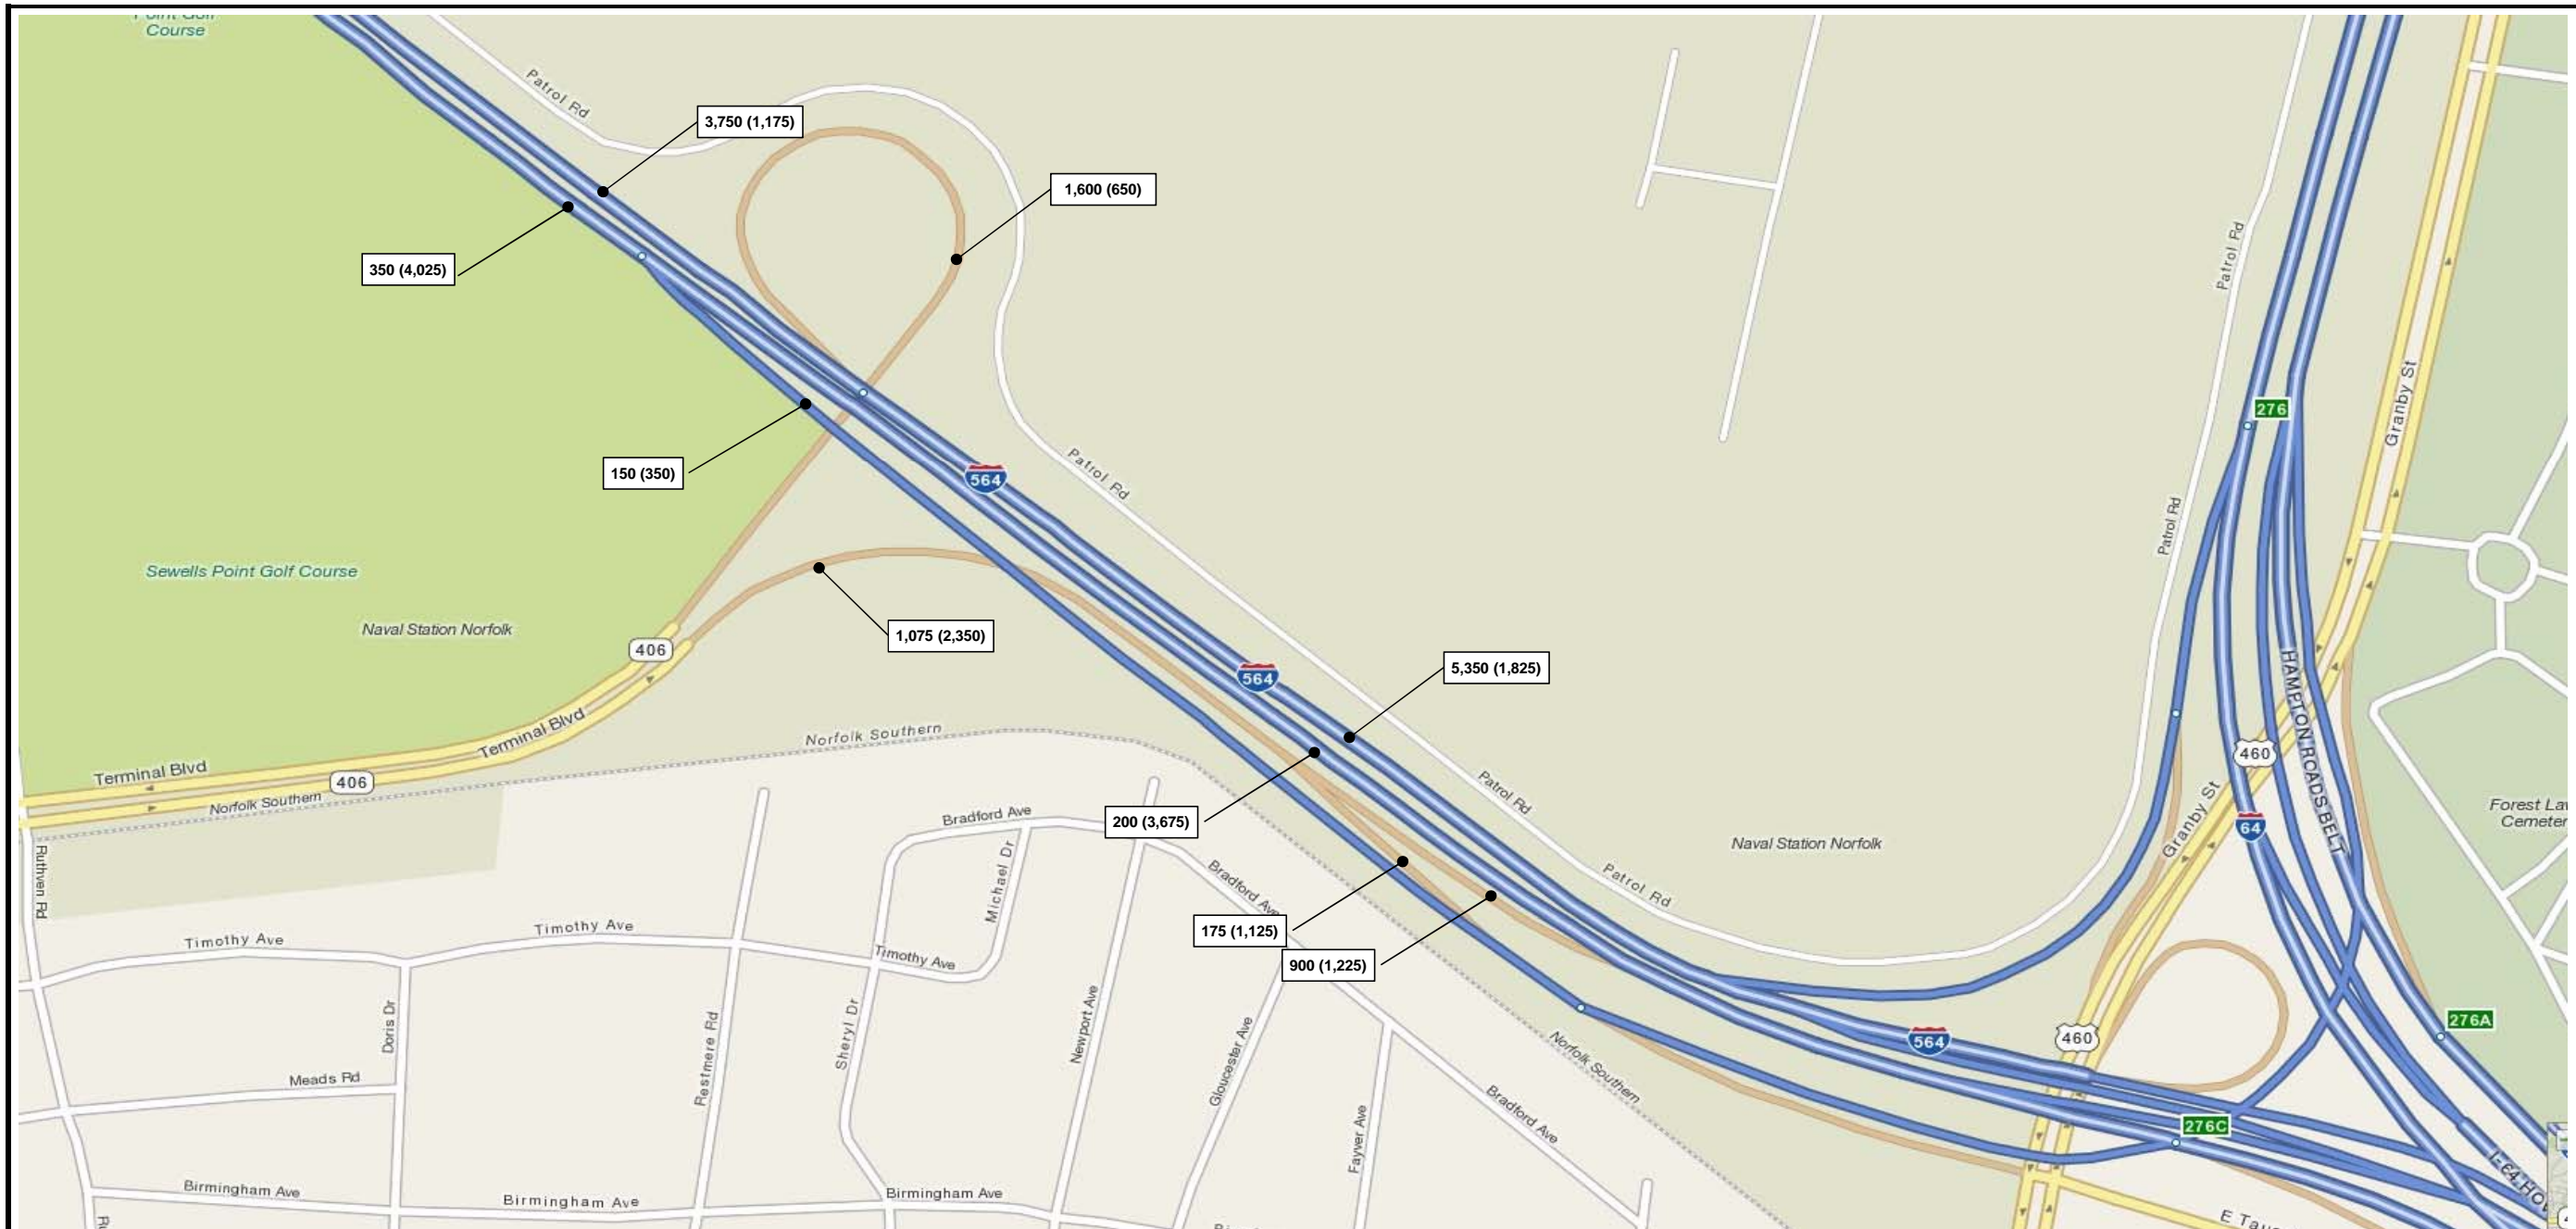 Point Golf
Course
Patrol Rd
3,750 (1,175)
1,600 (650)
350 (4,025)
Patrol Rd
276
Granby St
150 (350)
564
Patrol Rd
Patrol Rd
Sewells Point Golf Course
Naval Station Norfolk
406
1,075 (2,350)
564
5,350 (1,825)
HAMPTON ROADS BELT
460
Terminal Blvd
Norfolk Southern
Terminal Blvd
406
Norfolk Southern
Patrol Rd
200 (3,675)
Bradford Ave
Granby St
64
Forest La
Cemeter
Naval Station Norfolk
Ruthven Rd
Michael Dr
Bradford Ave
Patrol Rd
175 (1,125)
900 (1,225)
Timothy Ave
Timothy Ave
Timothy Ave
Doris Dr
Restmere Rd
Sheryl Dr
Newport Ave
Gloucester Ave
276A
564
460
Norfolk Southern
Meads Rd
Bradford Ave
Fayver Ave
276C
I-64 HO
Birmingham Ave
Birmingham Ave
Birmingham Ave